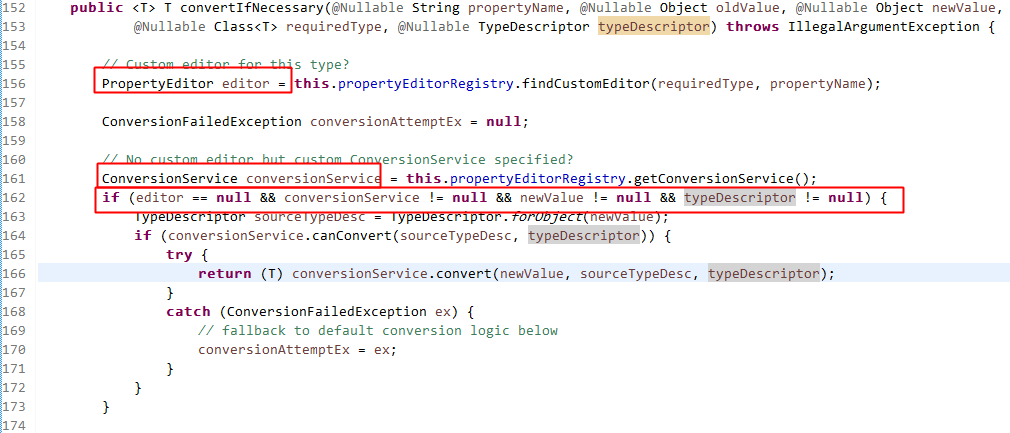 152 public <T> T convertIfNecessary(@Nullable String propertyName, @Nullable Object oldValue, @Nullable Object newValue,
153 @Nullable Class<T> requiredType, @Nullable TypeDescriptor typeDescriptor) throws IllegalArgumentException {
154
155 // Custom editor for this type?
156 PropertyEditor editor = this.propertyEditorRegistry.findCustomEditor(requiredType, propertyName);
157
158 ConversionFailedException conversionAttemptEx = null;
159
160 // No custom editor but custom ConversionService specified?
161 ConversionService conversionService = this.propertyEditorRegistry.getConversionService();
162 if (editor == null && conversionService != null && newValue != null && typeDescriptor != null) {
163 TypeDescriptor sourceTypeDesc = TypeDescriptor.forObject(newValue);
164 if (conversionService.canConvert(sourceTypeDesc, typeDescriptor)) {
165 try {
166 return (T) conversionService.convert(newValue, sourceTypeDesc, typeDescriptor);
167 }
168 catch (ConversionFailedException ex) {
169 // fallback to default conversion logic below
170 conversionAttemptEx = ex;
171 }
172 }
173 }
174